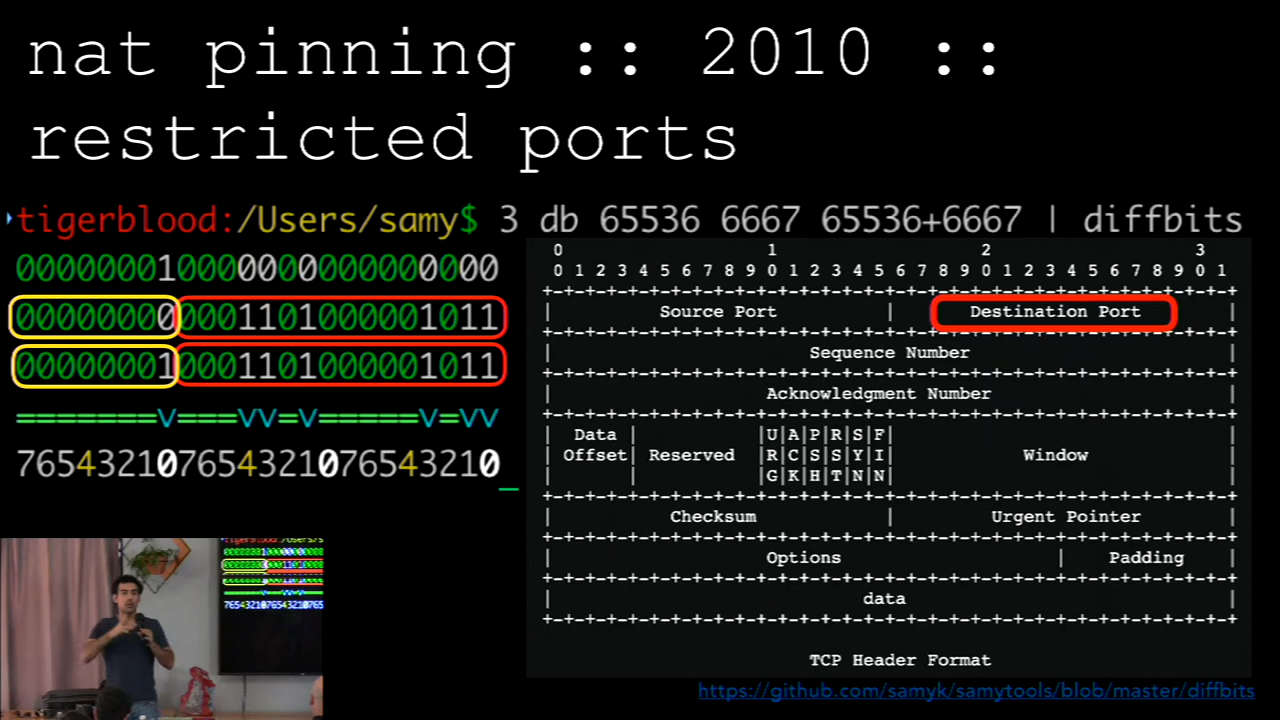 nat pinning :: 2010 ::
restricted ports
tigerblood:/Users/samy$ 3 db 65536 6667 65536+6667 | diffbits
000000010000000000000000
000000000001101000001011
000000010001101000001011
=======V===VV=V=====V=VV
765432107654321076543210_
0 1 2 3
0 1 2 3 4 5 6 7 8 9 0 1 2 3 4 5 6 7 8 9 0 1 2 3 4 5 6 7 8 9 0 1
+-+-+-+-+-+-+-+-+-+-+-+-+-+-+-+-+-+-+-+-+-+-+-+-+-+-+-+-+-+-+-+-+
| Source Port | Destination Port |
+-+-+-+-+-+-+-+-+-+-+-+-+-+-+-+-+-+-+-+-+-+-+-+-+-+-+-+-+-+-+-+-+
| Sequence Number |
+-+-+-+-+-+-+-+-+-+-+-+-+-+-+-+-+-+-+-+-+-+-+-+-+-+-+-+-+-+-+-+-+
| Acknowledgment Number |
+-+-+-+-+-+-+-+-+-+-+-+-+-+-+-+-+-+-+-+-+-+-+-+-+-+-+-+-+-+-+-+-+
| Data | |U|A|P|R|S|F| |
| Offset| Reserved |R|C|S|S|Y|I| Window |
| | |G|K|H|T|N|N| |
+-+-+-+-+-+-+-+-+-+-+-+-+-+-+-+-+-+-+-+-+-+-+-+-+-+-+-+-+-+-+-+-+
| Checksum | Urgent Pointer |
+-+-+-+-+-+-+-+-+-+-+-+-+-+-+-+-+-+-+-+-+-+-+-+-+-+-+-+-+-+-+-+-+
| Options | Padding |
+-+-+-+-+-+-+-+-+-+-+-+-+-+-+-+-+-+-+-+-+-+-+-+-+-+-+-+-+-+-+-+-+
| data |
+-+-+-+-+-+-+-+-+-+-+-+-+-+-+-+-+-+-+-+-+-+-+-+-+-+-+-+-+-+-+-+-+
TCP Header Format
https://github.com/samyk/samytools/blob/master/diffbits